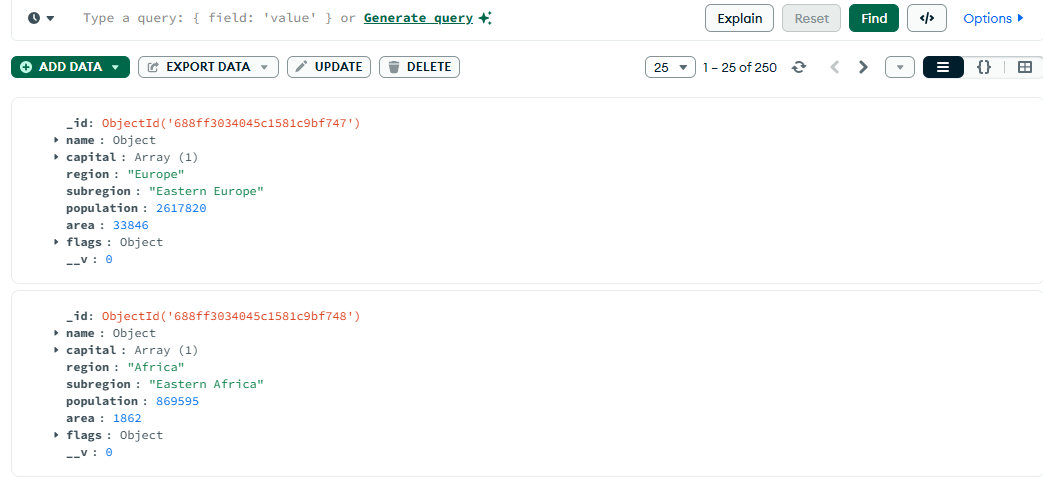 Type a query: { field: 'value' } or Generate query
Explain Reset Find </> Options
ADD DATA EXPORT DATA UPDATE DELETE 25 1 – 25 of 250 {}
_id: ObjectId('688ff3034045c1581c9bf747')
name : Object
capital : Array (1)
region : "Europe"
subregion : "Eastern Europe"
population : 2617820
area : 33846
flags : Object
__v : 0
_id: ObjectId('688ff3034045c1581c9bf748')
name : Object
capital : Array (1)
region : "Africa"
subregion : "Eastern Africa"
population : 869595
area : 1862
flags : Object
__v : 0